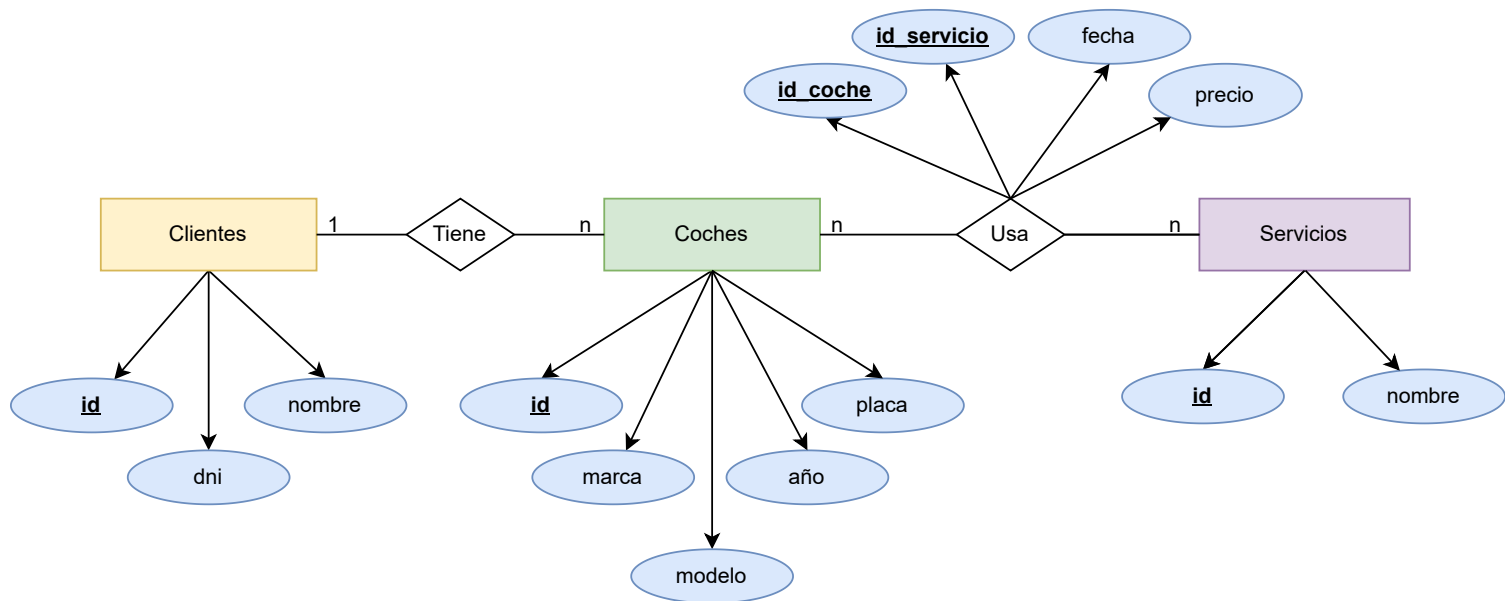 id_servicio
fecha
id_coche
precio
Clientes
1
Tiene
n
Coches
n
Usa
n
Servicios
id
nombre
id
placa
id
nombre
dni
marca
año
modelo